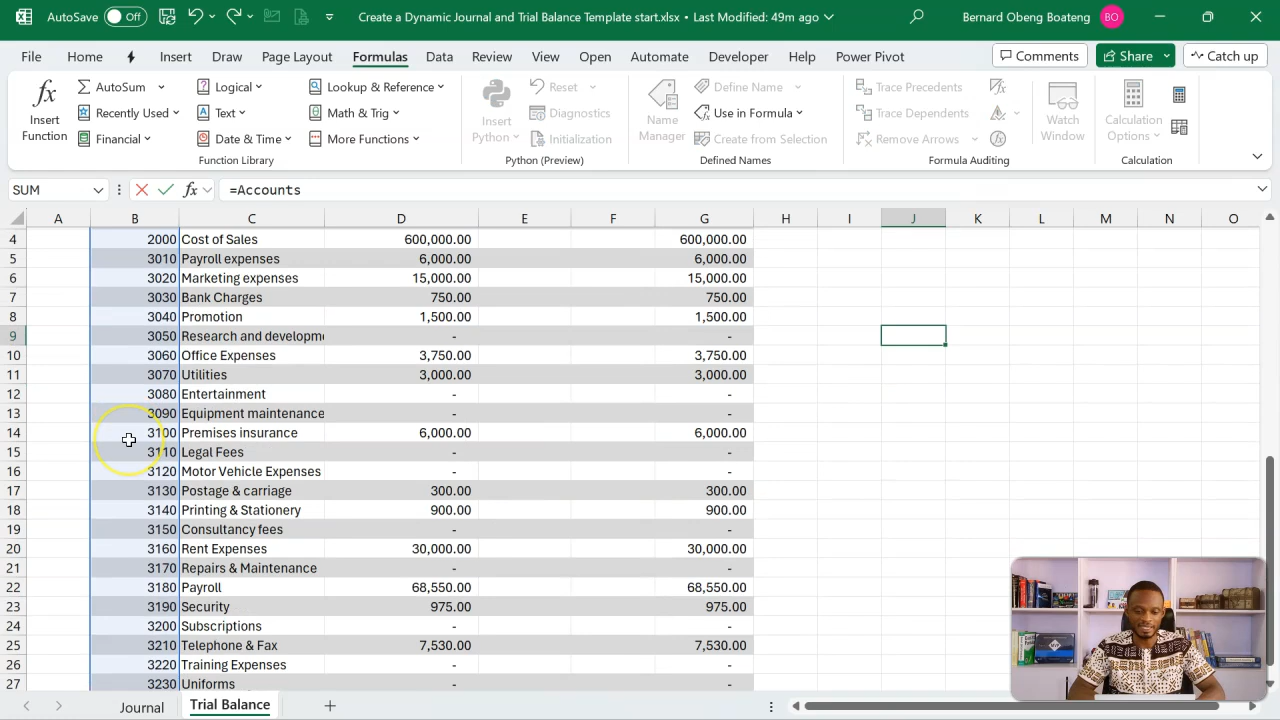 AutoSave Off Create a Dynamic Journal and Trial Balance Template start.xlsx • Last Modified: 49m ago Bernard Obeng Boateng BO
File Home Insert Draw Page Layout Formulas Data Review View Open Automate Developer Help Power Pivot Comments Share Catch up
fx Insert Function
AutoSum
Recently Used
Financial
Logical
Text
Date & Time
Lookup & Reference
Math & Trig
More Functions
Function Library
Insert Python
Reset
Diagnostics
Initialization
Python (Preview)
Name Manager
Define Name
Use in Formula
Create from Selection
Defined Names
Trace Precedents
Trace Dependents
Remove Arrows
Formula Auditing
Watch Window
Calculation Options
Calculation
SUM fx =Accounts
A B C D E F G H I J K L M N O
4 2000 Cost of Sales 600,000.00 600,000.00
5 3010 Payroll expenses 6,000.00 6,000.00
6 3020 Marketing expenses 15,000.00 15,000.00
7 3030 Bank Charges 750.00 750.00
8 3040 Promotion 1,500.00 1,500.00
9 3050 Research and developm - -
10 3060 Office Expenses 3,750.00 3,750.00
11 3070 Utilities 3,000.00 3,000.00
12 3080 Entertainment - -
13 3090 Equipment maintenance - -
14 3100 Premises insurance 6,000.00 6,000.00
15 3110 Legal Fees - -
16 3120 Motor Vehicle Expenses - -
17 3130 Postage & carriage 300.00 300.00
18 3140 Printing & Stationery 900.00 900.00
19 3150 Consultancy fees - -
20 3160 Rent Expenses 30,000.00 30,000.00
21 3170 Repairs & Maintenance - -
22 3180 Payroll 68,550.00 68,550.00
23 3190 Security 975.00 975.00
24 3200 Subscriptions - -
25 3210 Telephone & Fax 7,530.00 7,530.00
26 3220 Training Expenses - -
27 3230 Uniforms - -
Journal Trial Balance